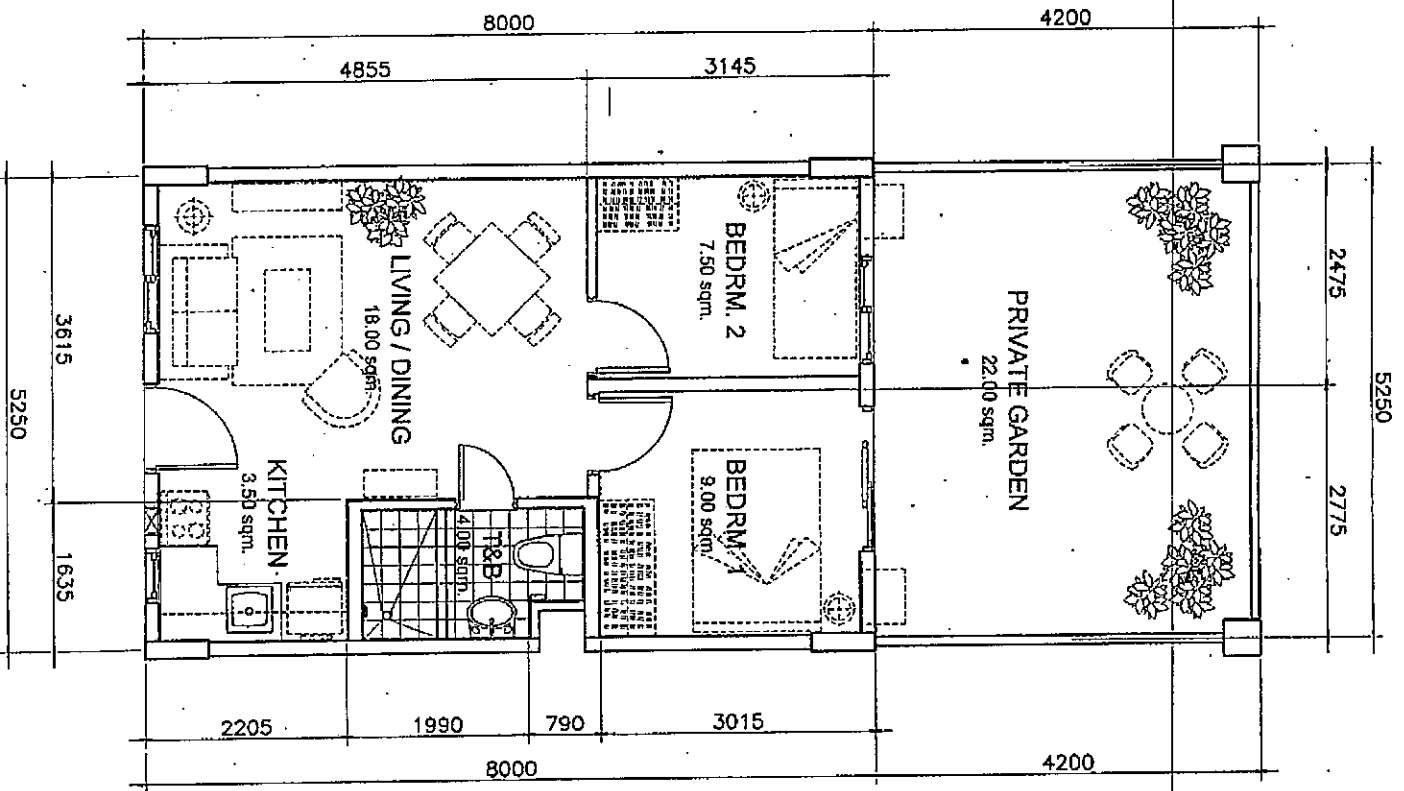 8000
4200
4855
3145
BEDRM. 2
7.50 sqm.
LIVING / DINING
18.00 sqm.
PRIVATE GARDEN
22.00 sqm.
2475
5250
2775
3615
5250
1635
KITCHEN
3.50 sqm.
T&B
4.00 sqm.
BEDRM. 1
9.00 sqm.
2205
1990
790
3015
8000
4200